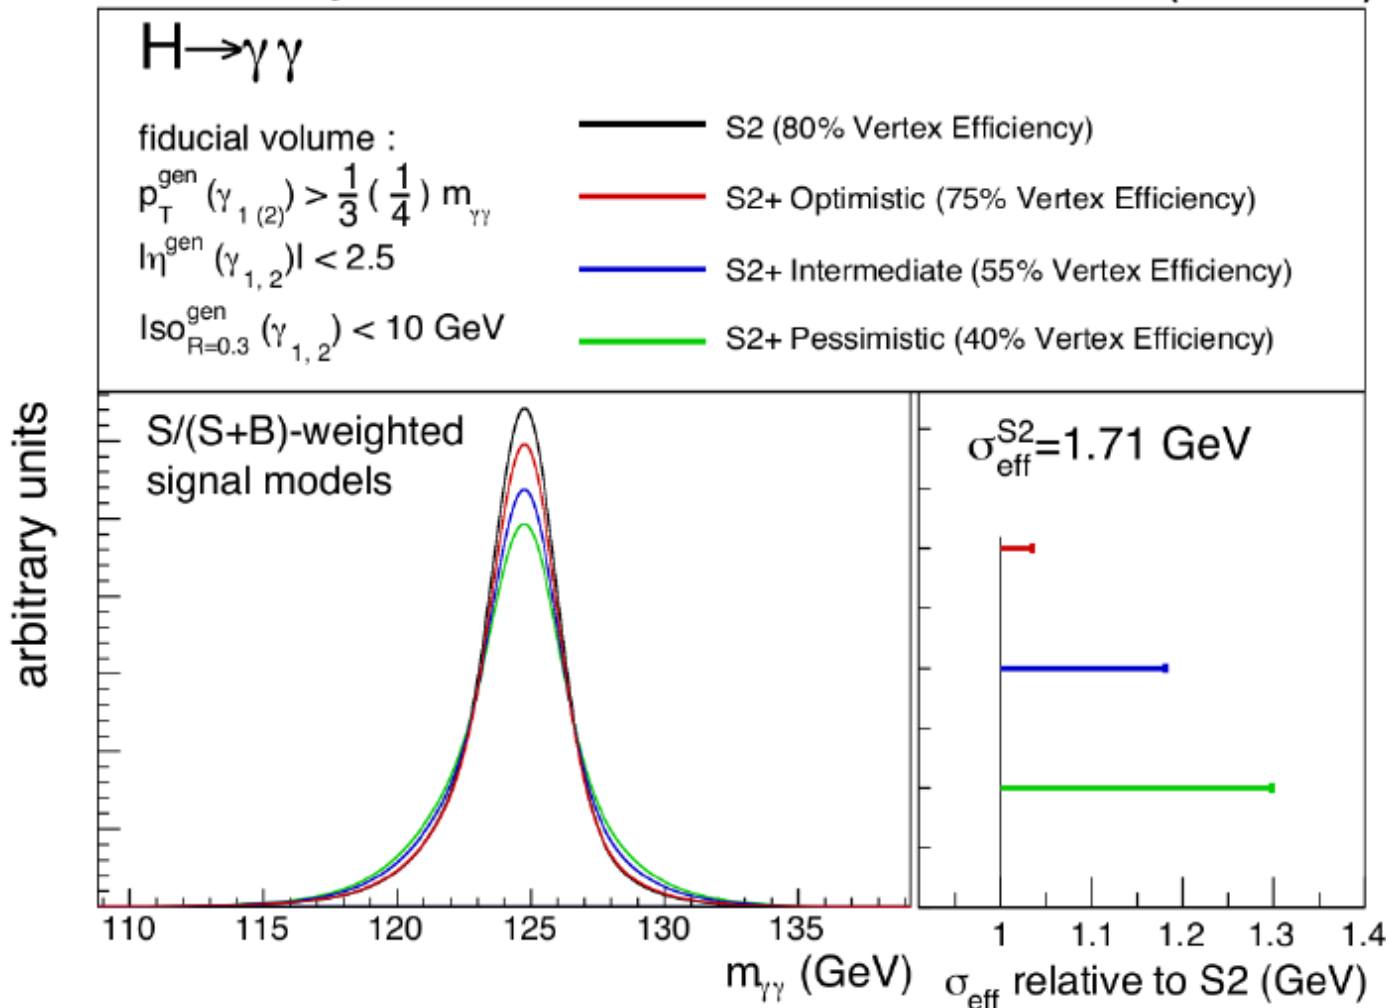 H→γγ
fiducial volume :
p_T^gen (γ_1 (2)) > 1/3 ( 1/4 ) m_γγ
|η^gen (γ_1, 2)| < 2.5
Iso_R=0.3^gen (γ_1, 2) < 10 GeV
S2 (80% Vertex Efficiency)
S2+ Optimistic (75% Vertex Efficiency)
S2+ Intermediate (55% Vertex Efficiency)
S2+ Pessimistic (40% Vertex Efficiency)
arbitrary units
S/(S+B)-weighted
signal models
σ_eff^S2=1.71 GeV
110 115 120 125 130 135
m_γγ (GeV)
1 1.1 1.2 1.3 1.4
σ_eff relative to S2 (GeV)